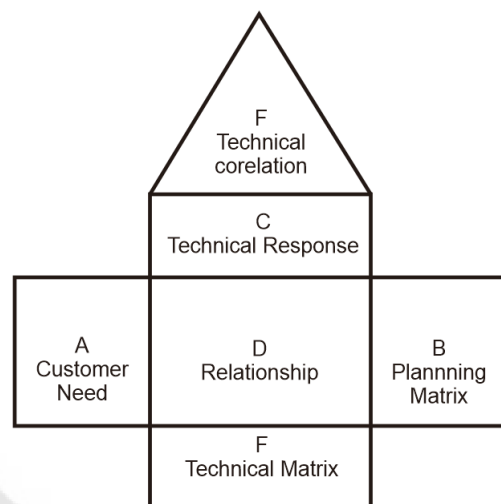 F
Technical
corelation
C
Technical Response
A
Customer
Need
D
Relationship
B
Plannning
Matrix
F
Technical Matrix